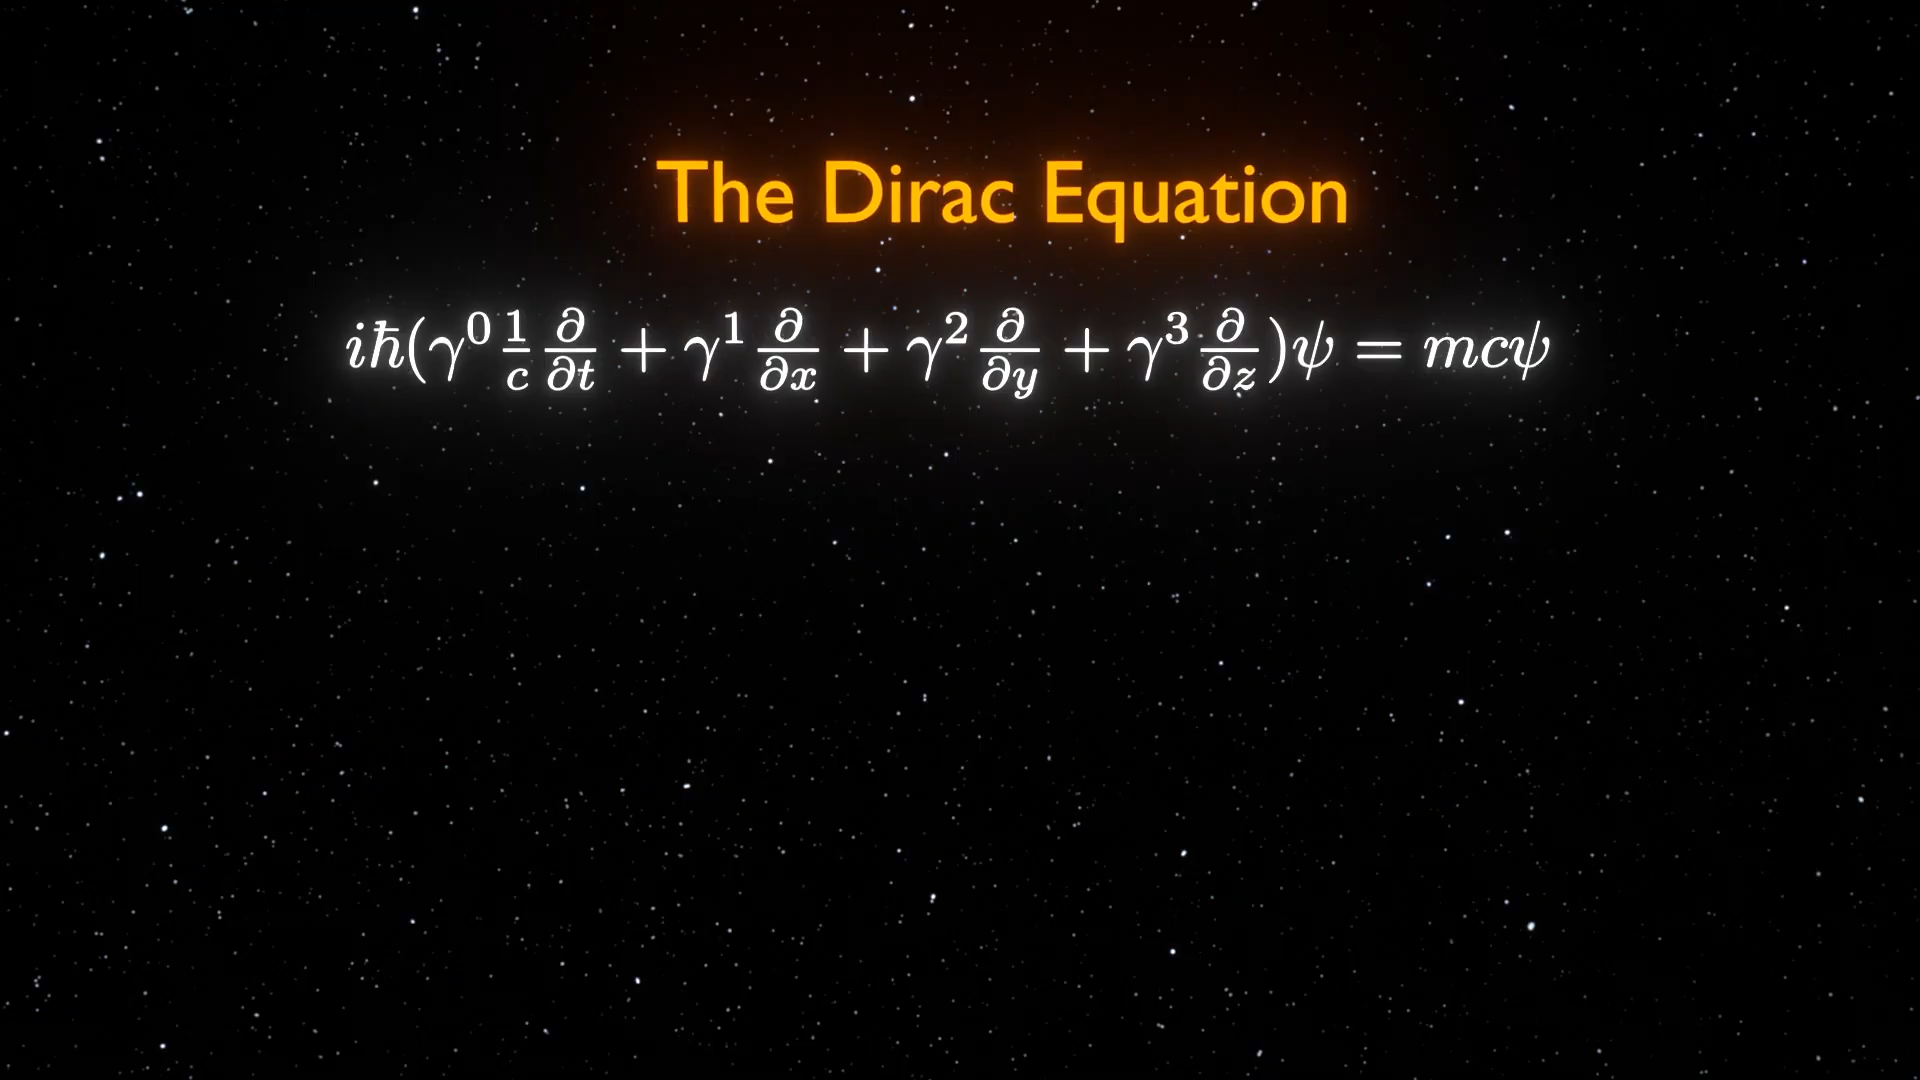 The Dirac Equation
iħ(γ⁰ 1/c ∂/∂t + γ¹ ∂/∂x + γ² ∂/∂y + γ³ ∂/∂z)ψ = mcψ